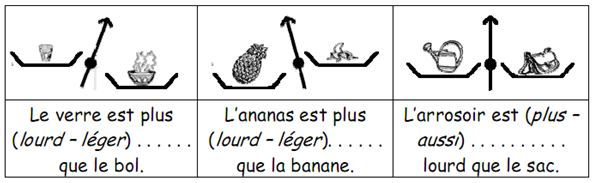 Le verre est plus
(lourd – léger) . . . . . .
que le bol.
L'ananas est plus
(lourd – léger). . . . . .
que la banane.
L'arrosoir est (plus –
aussi) . . . . . . . . . .
lourd que le sac.